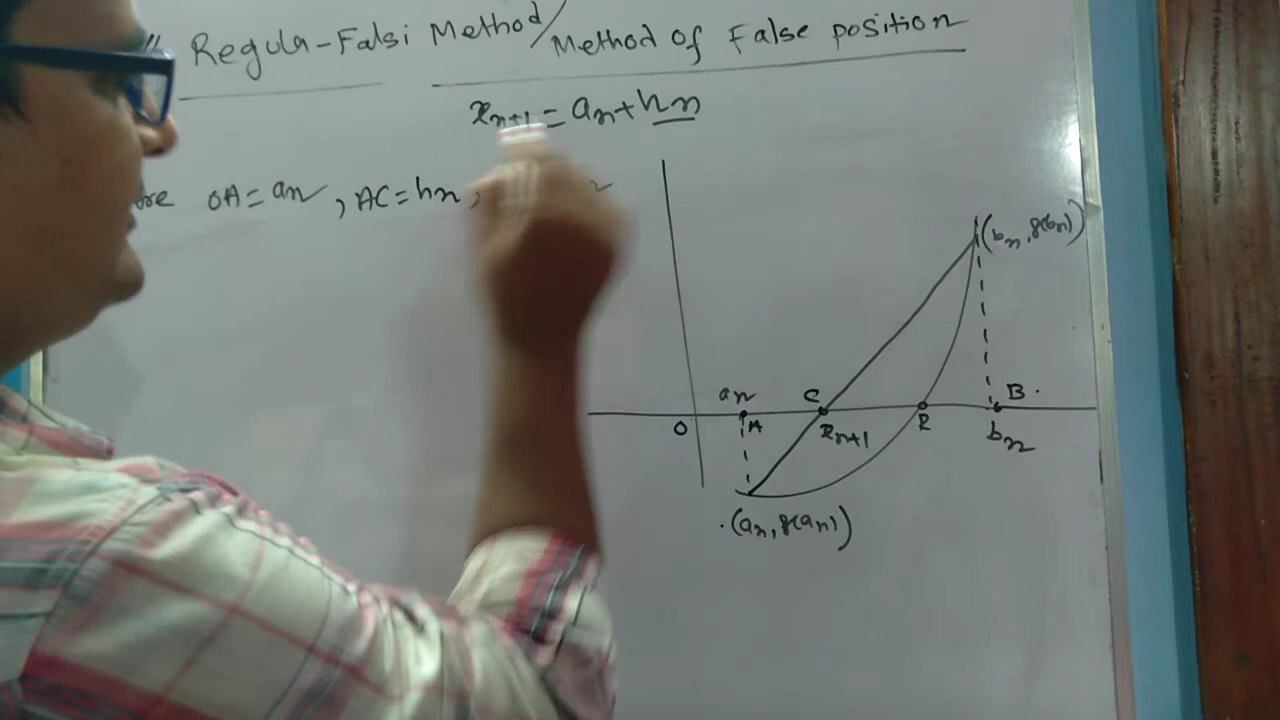 Regula-Falsi Method/Method of False position
xn+1 = an + hn
OA = an, AC = hn,
(bn, f(bn))
an C B
O A xn+1 R bn
(an, f(an))